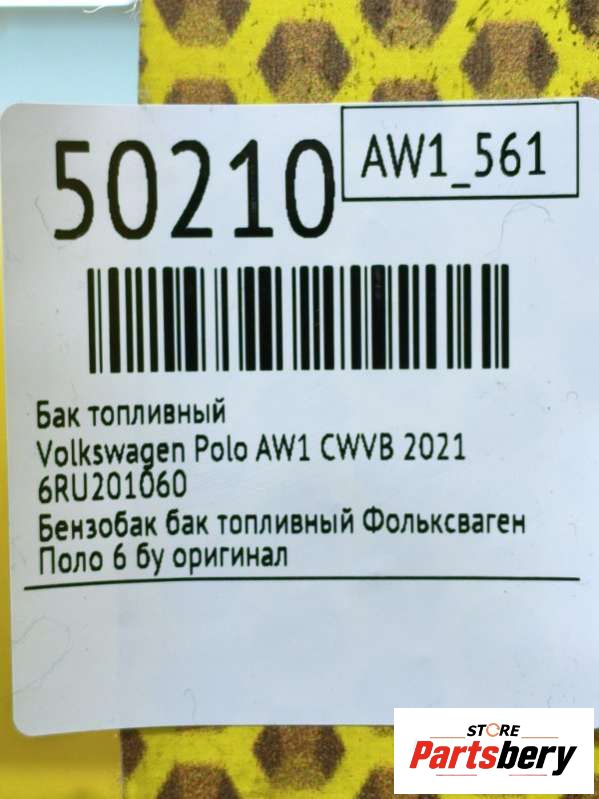 50210
AW1_561
Бак топливный
Volkswagen Polo AW1 CWVB 2021
6RU201060
Бензобак бак топливный Фольксваген
Поло 6 бу оригинал
STORE
Partsbery